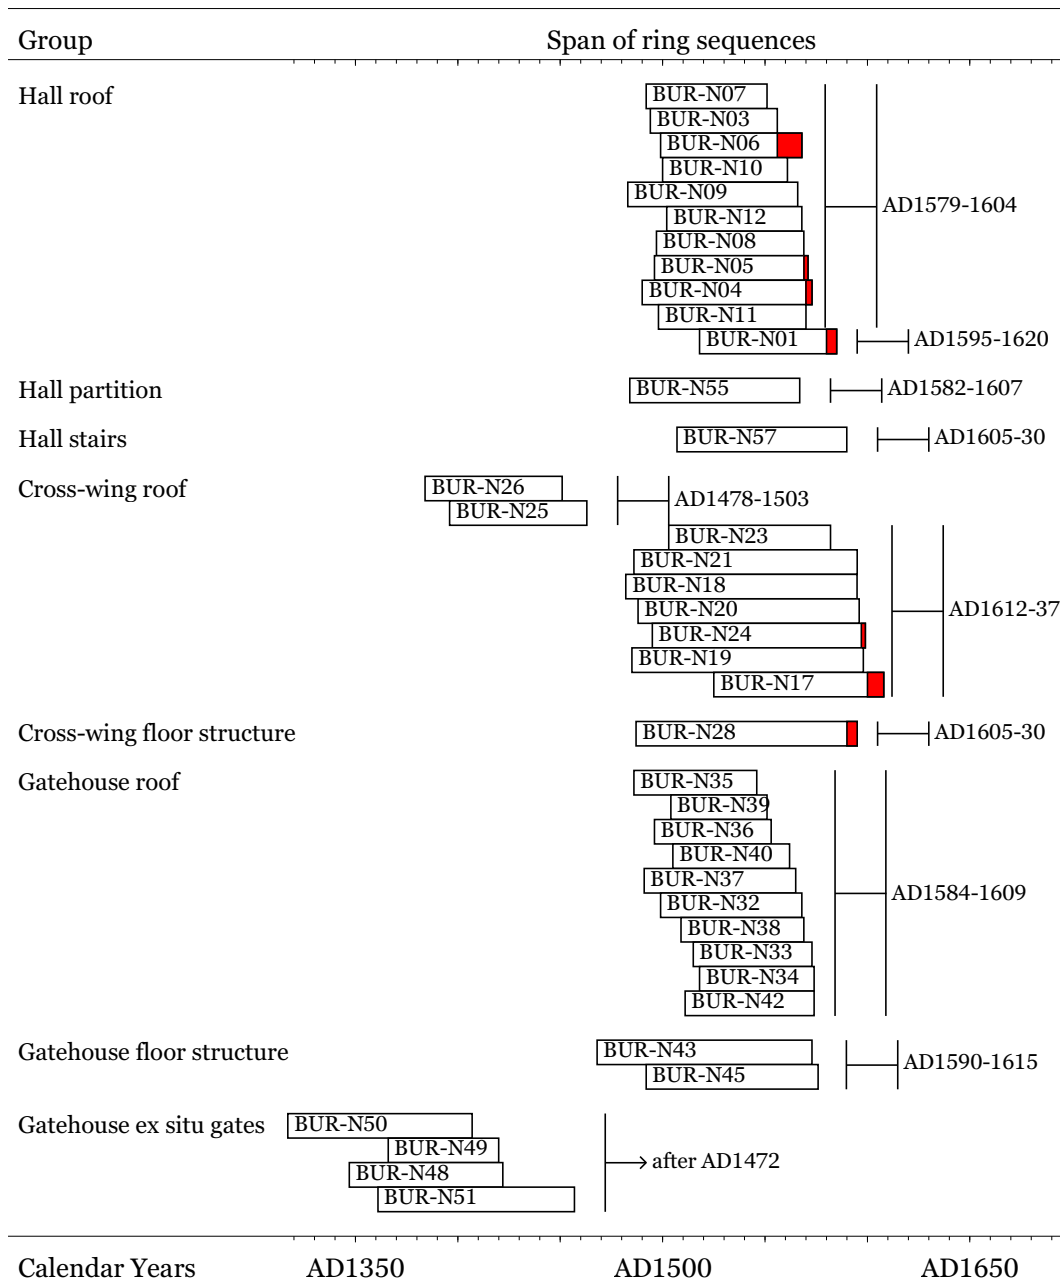 Group Span of ring sequences
Hall roof
BUR-N07
BUR-N03
BUR-N06
BUR-N10
BUR-N09
BUR-N12
BUR-N08
BUR-N05
BUR-N04
BUR-N11
AD1579-1604
BUR-N01 AD1595-1620
Hall partition BUR-N55 AD1582-1607
Hall stairs BUR-N57 AD1605-30
Cross-wing roof
BUR-N26
BUR-N25
AD1478-1503
BUR-N23
BUR-N21
BUR-N18
BUR-N20
BUR-N24
BUR-N19
BUR-N17
AD1612-37
Cross-wing floor structure BUR-N28 AD1605-30
Gatehouse roof
BUR-N35
BUR-N39
BUR-N36
BUR-N40
BUR-N37
BUR-N32
BUR-N38
BUR-N33
BUR-N34
BUR-N42
AD1584-1609
Gatehouse floor structure
BUR-N43
BUR-N45
AD1590-1615
Gatehouse ex situ gates
BUR-N50
BUR-N49
BUR-N48
BUR-N51
after AD1472
Calendar Years AD1350 AD1500 AD1650